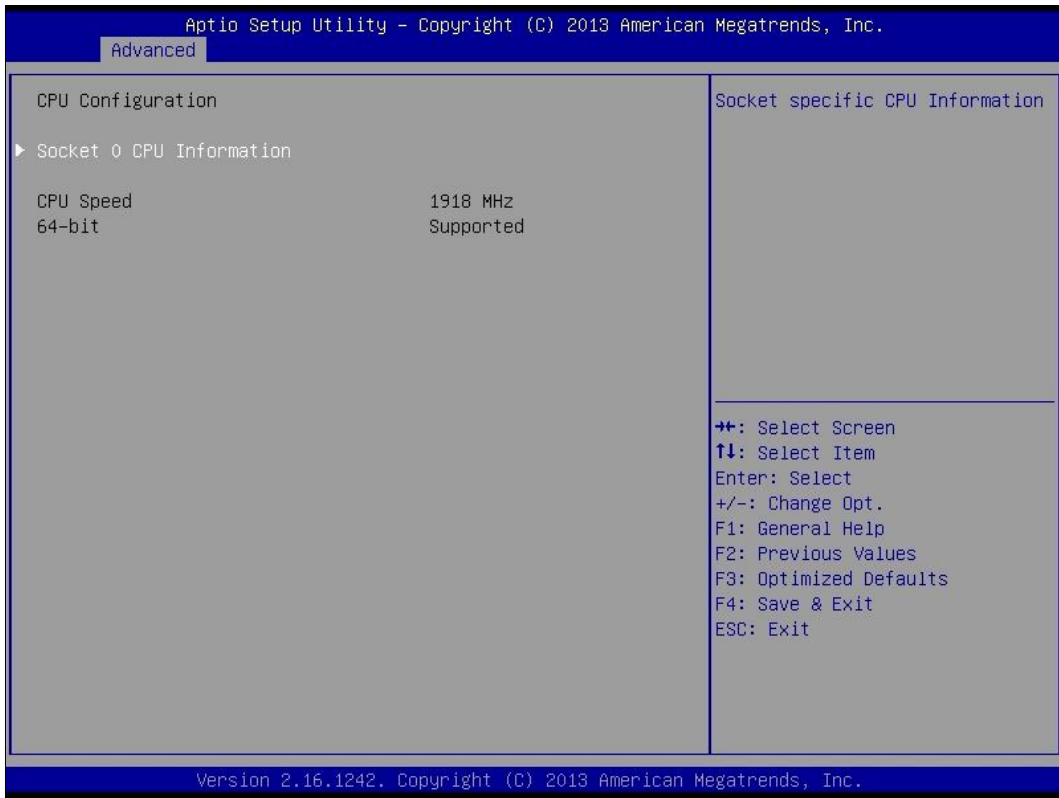 Aptio Setup Utility – Copyright (C) 2013 American Megatrends, Inc.
Advanced
CPU Configuration
Socket 0 CPU Information
CPU Speed 1918 MHz
64-bit Supported
Socket specific CPU Information
→←: Select Screen
↑↓: Select Item
Enter: Select
+/-: Change Opt.
F1: General Help
F2: Previous Values
F3: Optimized Defaults
F4: Save & Exit
ESC: Exit
Version 2.16.1242. Copyright (C) 2013 American Megatrends, Inc.